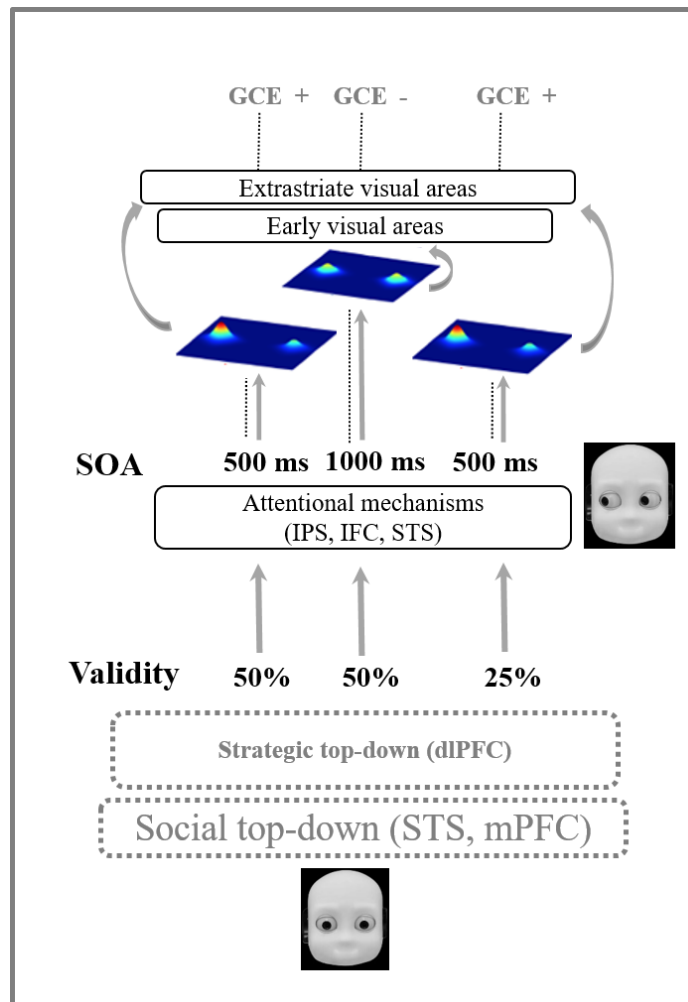 GCE + GCE - GCE +
Extrastriate visual areas
Early visual areas
SOA 500 ms 1000 ms 500 ms
Attentional mechanisms
(IPS, IFC, STS)
Validity 50% 50% 25%
Strategic top-down (dlPFC)
Social top-down (STS, mPFC)